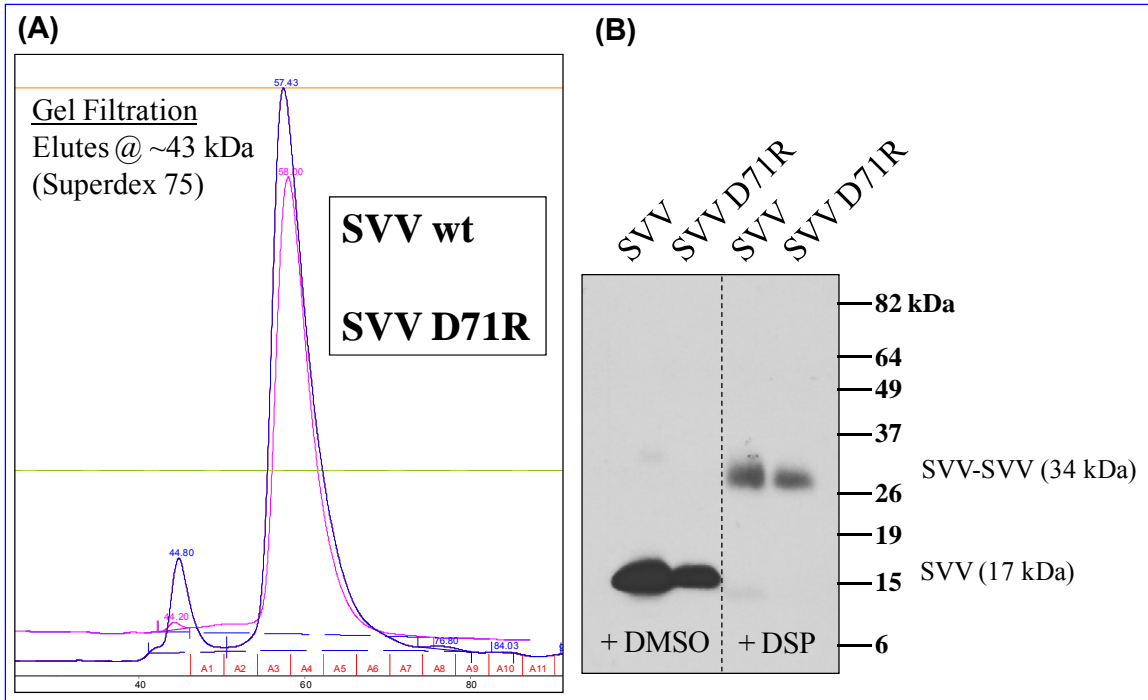 (A)
57.43
Gel Filtration
Elutes @ ~43 kDa
(Superdex 75)
58.00
SVV wt
SVV D71R
44.80
44.20
76.80
84.03
A1 A2 A3 A4 A5 A6 A7 A8 A9 A10 A11
40 60 80
(B)
SVV
SVV D71R
SVV
SVV D71R
82 kDa
64
49
37
SVV-SVV (34 kDa)
26
19
SVV (17 kDa)
15
+ DMSO + DSP
6